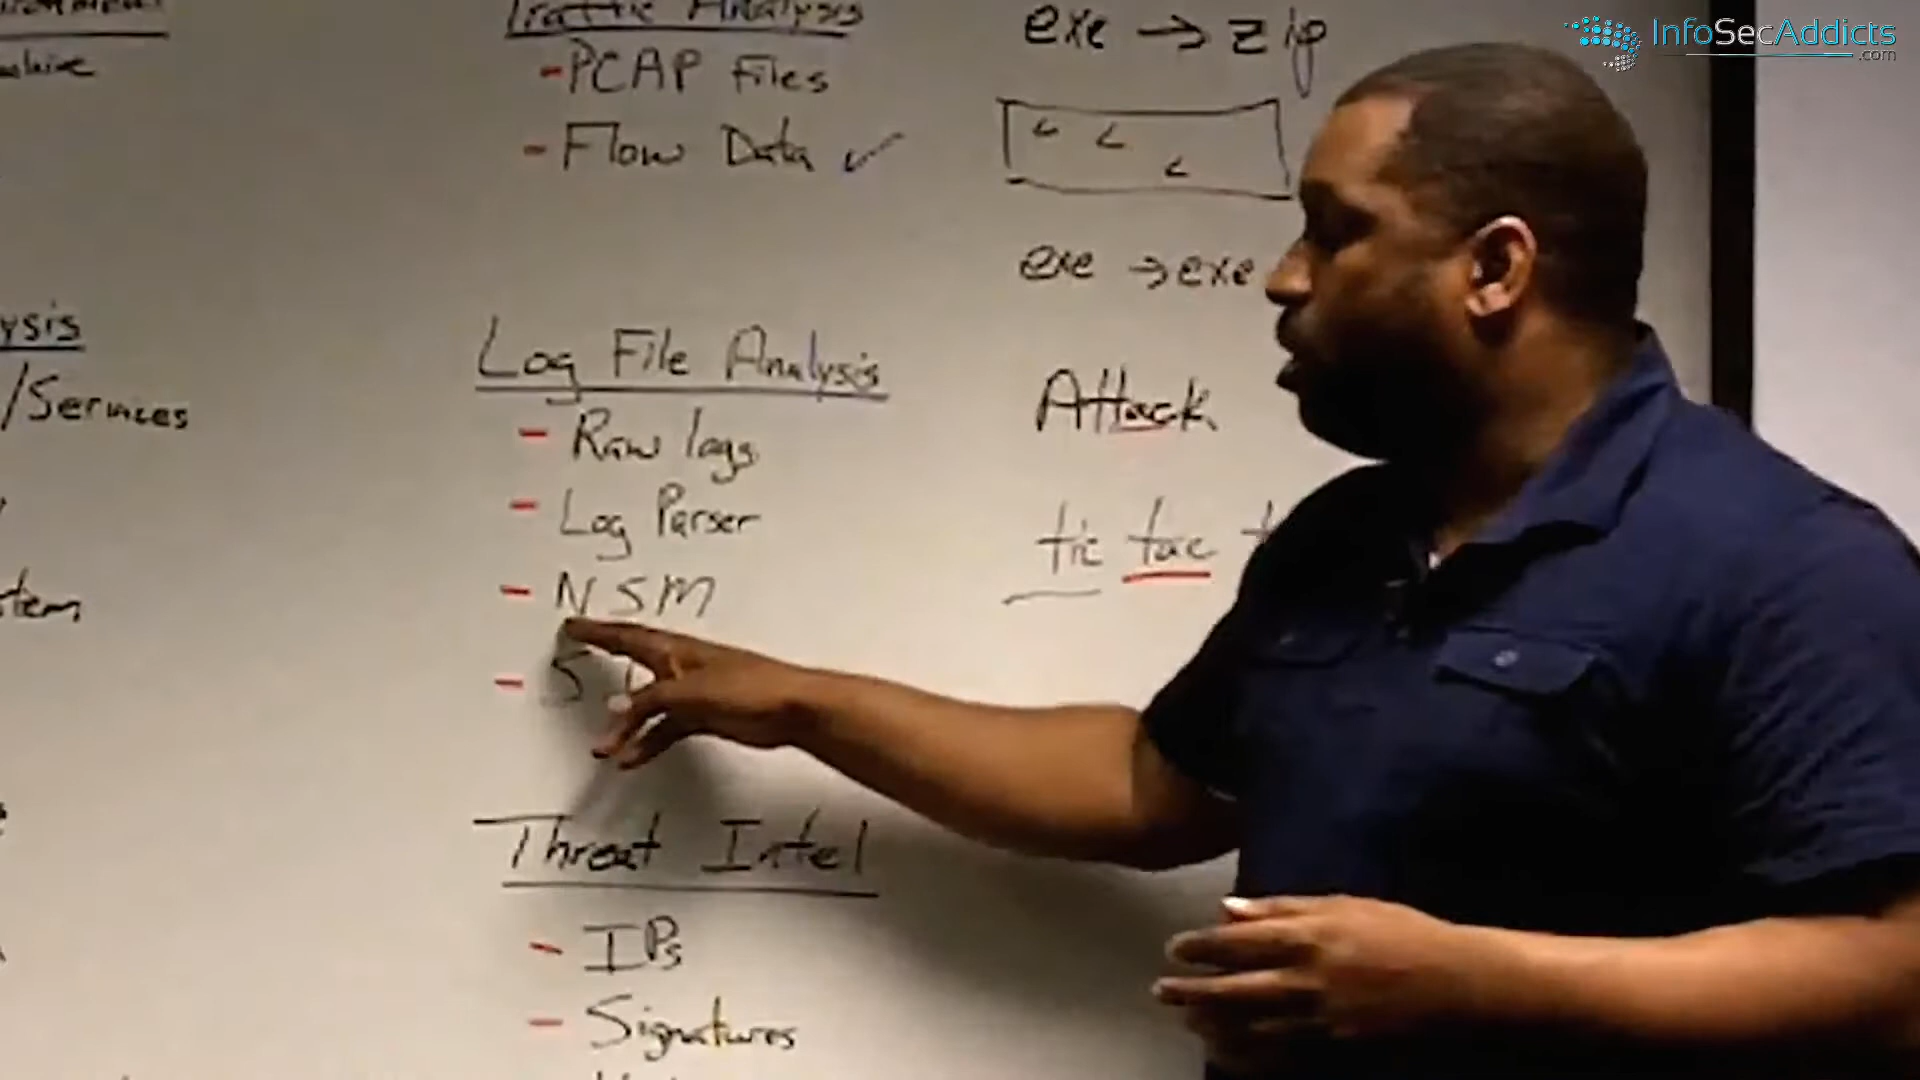 Traffic Analysis
- PCAP Files
- Flow Data ✓
Log File Analysis
- Raw logs
- Log Parser
- NSM
- S
Threat Intel
- IPs
- Signatures
ysis
/Services
stem
exe → zip
c c c
exe → exe
Attack
tic tac t
InfoSecAddicts
.com